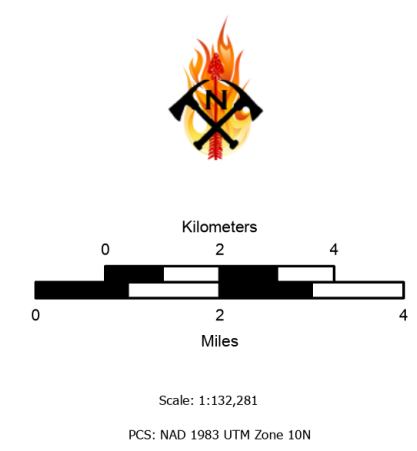 N
Kilometers
0 2 4
0 2 4
Miles
Scale: 1:132,281
PCS: NAD 1983 UTM Zone 10N